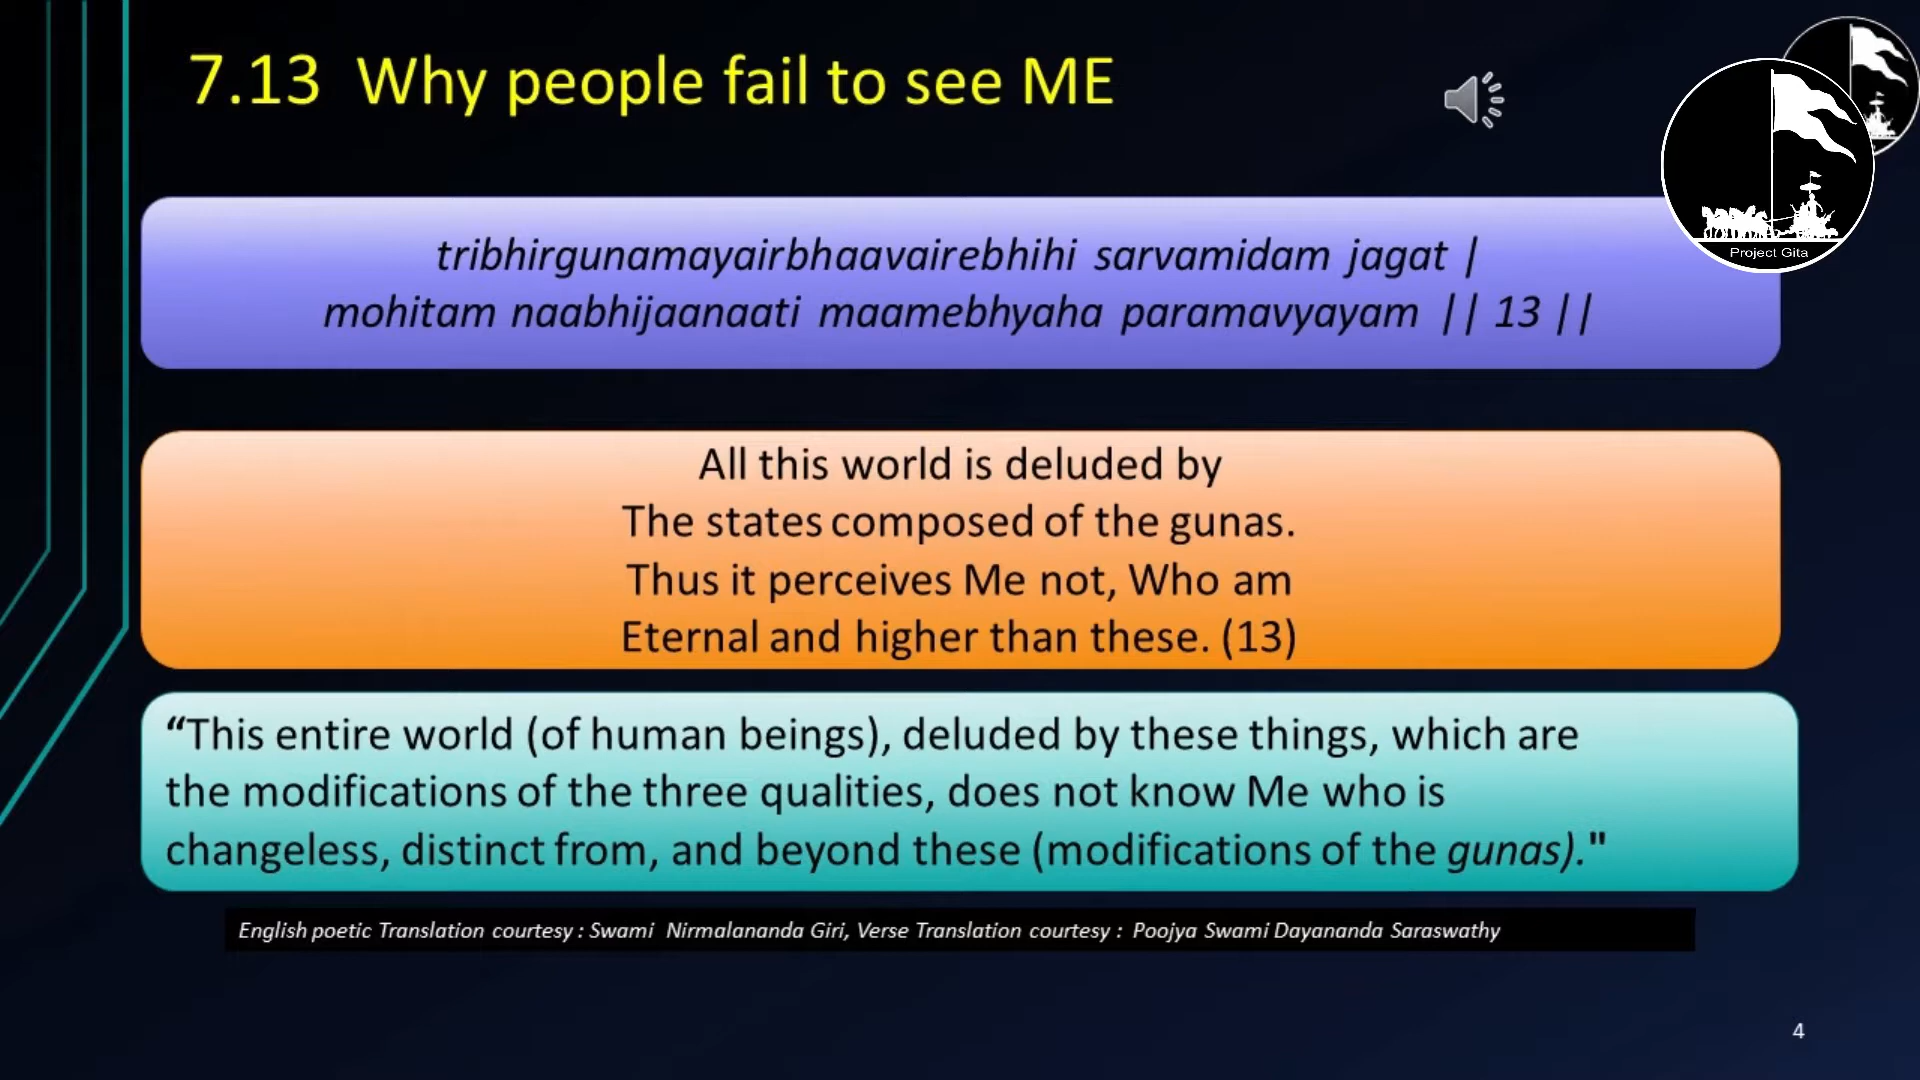 7.13 Why people fail to see ME
Project Gita
tribhirgunamayairbhaavairebhihi sarvamidam jagat |
mohitam naabhijaanaati maamebhyaha paramavyayam || 13 ||
All this world is deluded by
The states composed of the gunas.
Thus it perceives Me not, Who am
Eternal and higher than these. (13)
“This entire world (of human beings), deluded by these things, which are
the modifications of the three qualities, does not know Me who is
changeless, distinct from, and beyond these (modifications of the gunas)."
English poetic Translation courtesy : Swami Nirmalananda Giri, Verse Translation courtesy : Poojya Swami Dayananda Saraswathy
4